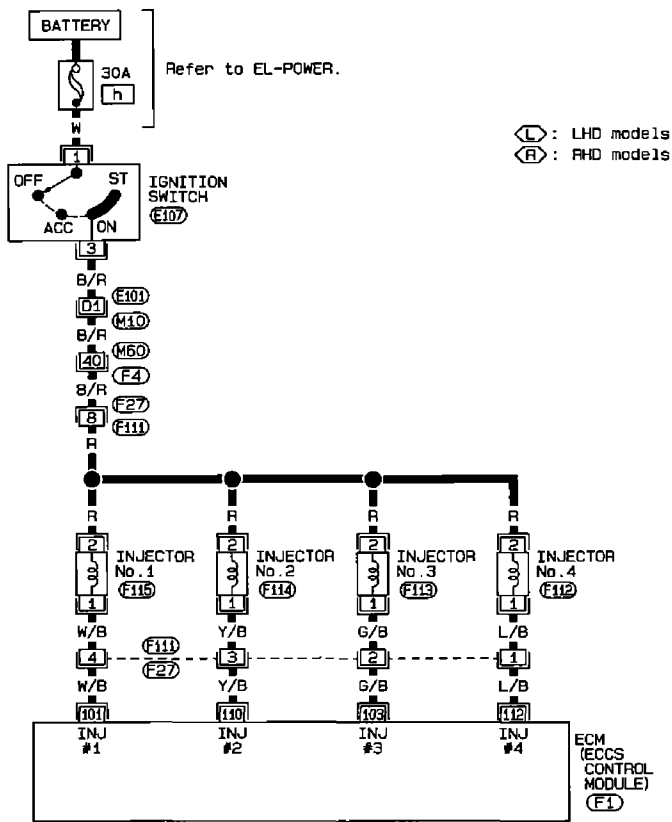 BATTERY
30A
h
Refer to EL-POWER.
W
L : LHD models
R : RHD models
1
OFF
ST
ACC
ON
IGNITION
SWITCH
E107
3
B/R
D1
E101
M10
B/R
40
M60
F4
B/R
8
F27
F111
R
R R R R
2 2 2 2
INJECTOR
No.1
F115
INJECTOR
No.2
F114
INJECTOR
No.3
F113
INJECTOR
No.4
F112
1 1 1 1
W/B Y/B G/B L/B
F111
4 3 2 1
F27
W/B Y/B G/B L/B
101 110 103 112
INJ
#1
INJ
#2
INJ
#3
INJ
#4
ECM
(ECCS
CONTROL
MODULE)
F1